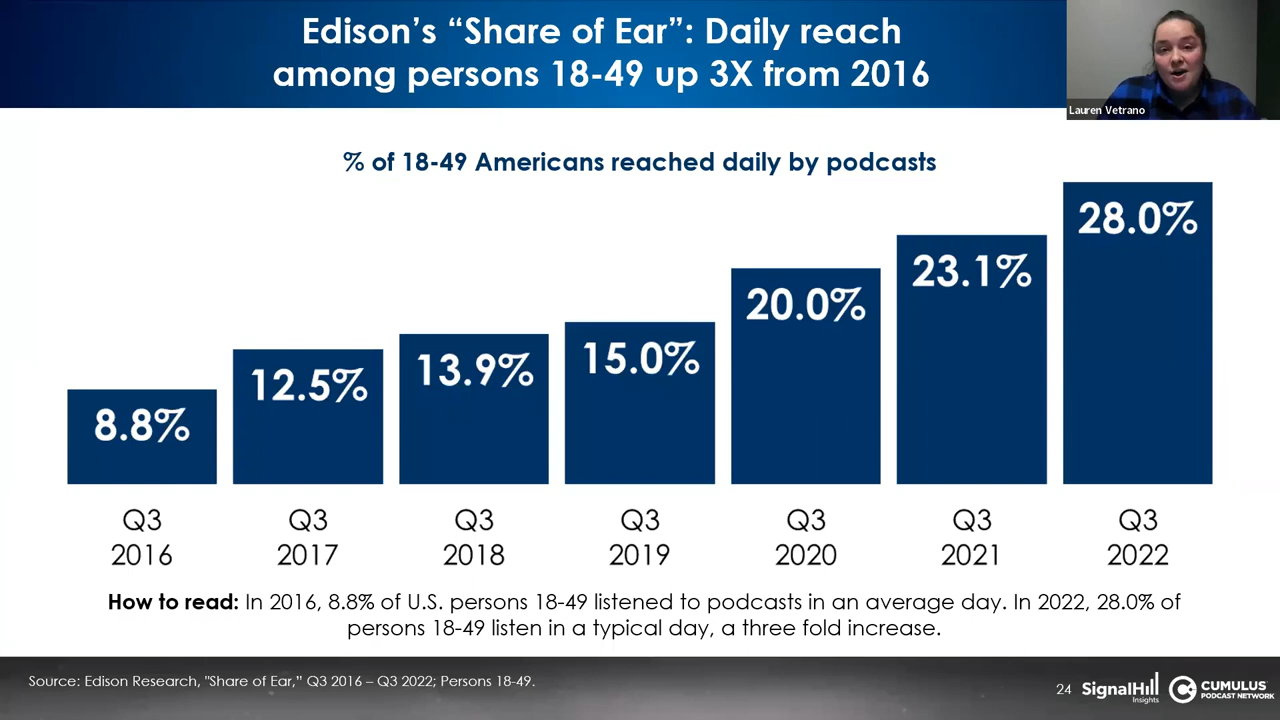 Edison’s “Share of Ear”: Daily reach
among persons 18-49 up 3X from 2016
Lauren Vetrano
% of 18-49 Americans reached daily by podcasts
8.8%
12.5%
13.9%
15.0%
20.0%
23.1%
28.0%
Q3
2016
Q3
2017
Q3
2018
Q3
2019
Q3
2020
Q3
2021
Q3
2022
How to read: In 2016, 8.8% of U.S. persons 18-49 listened to podcasts in an average day. In 2022, 28.0% of
persons 18-49 listen in a typical day, a three fold increase.
Source: Edison Research, "Share of Ear,” Q3 2016 – Q3 2022; Persons 18-49.
24
SignalHill
Insights
CUMULUS
PODCAST NETWORK